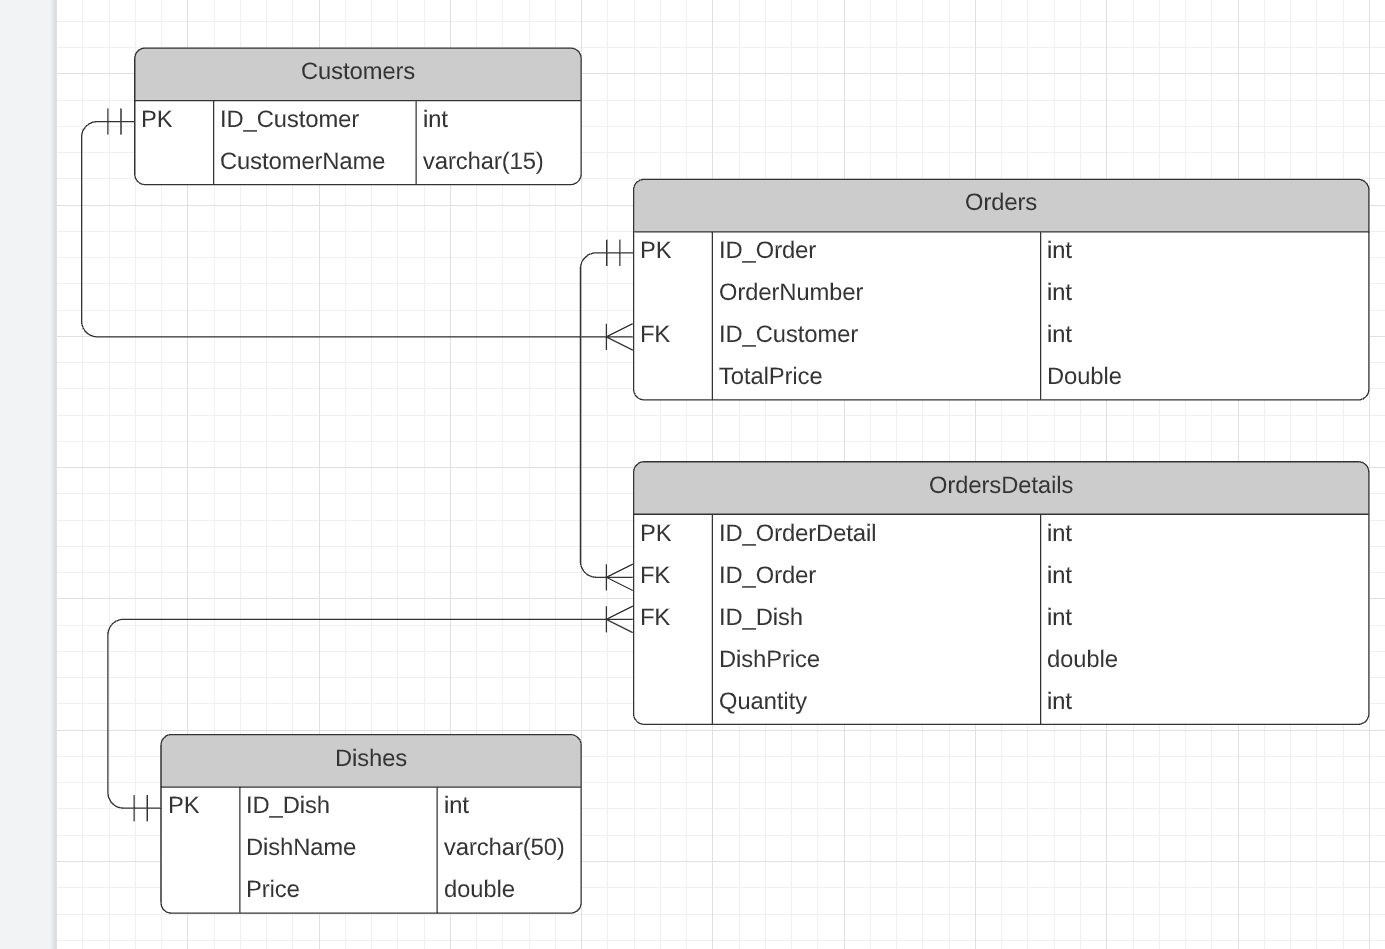 Customers
PK ID_Customer int
CustomerName varchar(15)
Orders
PK ID_Order int
OrderNumber int
FK ID_Customer int
TotalPrice Double
OrdersDetails
PK ID_OrderDetail int
FK ID_Order int
FK ID_Dish int
DishPrice double
Quantity int
Dishes
PK ID_Dish int
DishName varchar(50)
Price double